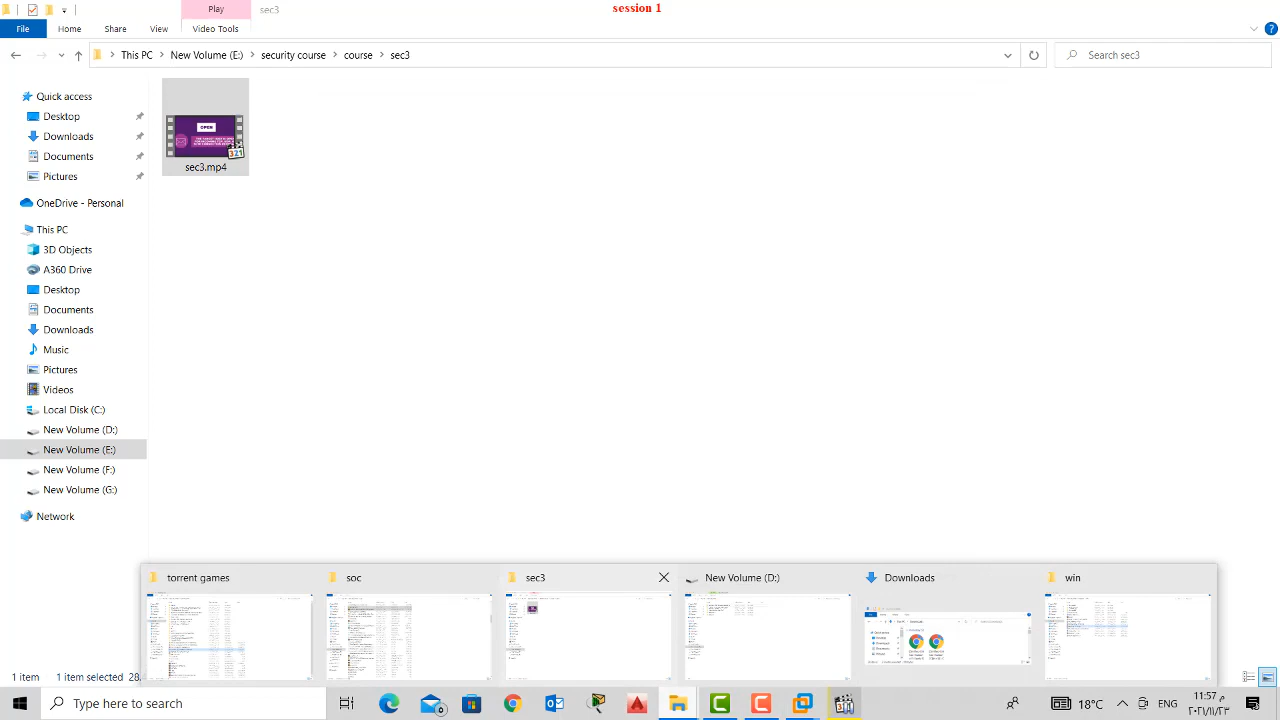 session 1
Play
sec3
File
Home
Share
View
Video Tools
This PC
New Volume (E:)
security course
course
sec3
Search sec3
OPEN
321
sec3.mp4
Quick access
Desktop
Downloads
Documents
Pictures
OneDrive - Personal
This PC
3D Objects
A360 Drive
Desktop
Documents
Downloads
Music
Pictures
Videos
Local Disk (C:)
New Volume (D:)
New Volume (E:)
New Volume (F:)
New Volume (G:)
Network
torrent games
soc
sec3
New Volume (D:)
Downloads
win
1 item
1 item selected 28
Type here to search
18°C
ENG
11:57